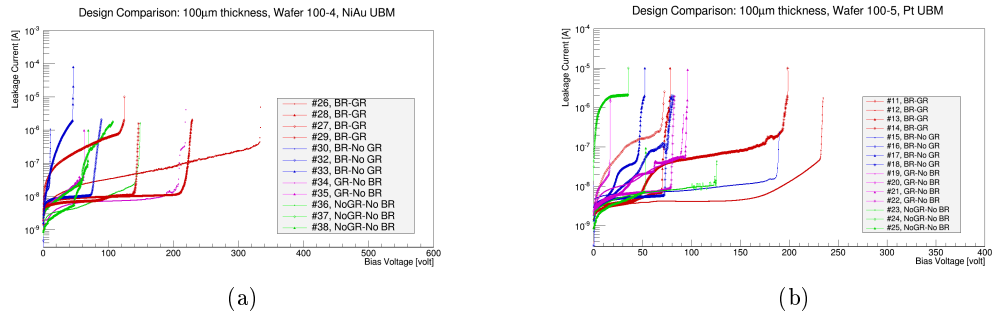 Design Comparison: 100μm thickness, Wafer 100-4, NiAu UBM
Leakage Current [A]
10-3
10-4
10-5
10-6
10-7
10-8
10-9
0
100
200
300
400
500
600
Bias Voltage [volt]
#26, BR-GR
#28, BR-GR
#27, BR-GR
#29, BR-GR
#30, BR-No GR
#32, BR-No GR
#33, BR-No GR
#34, GR-No BR
#35, GR-No BR
#36, NoGR-No BR
#37, NoGR-No BR
#38, NoGR-No BR
(a)
Design Comparison: 100μm thickness, Wafer 100-5, Pt UBM
Leakage Current [A]
10-4
10-5
10-6
10-7
10-8
10-9
0
50
100
150
200
250
300
350
400
Bias Voltage [volt]
#11, BR-GR
#12, BR-GR
#13, BR-GR
#14, BR-GR
#15, BR-No GR
#16, BR-No GR
#17, BR-No GR
#18, BR-No GR
#19, GR-No BR
#20, GR-No BR
#21, GR-No BR
#22, GR-No BR
#23, NoGR-No BR
#24, NoGR-No BR
#25, NoGR-No BR
(b)